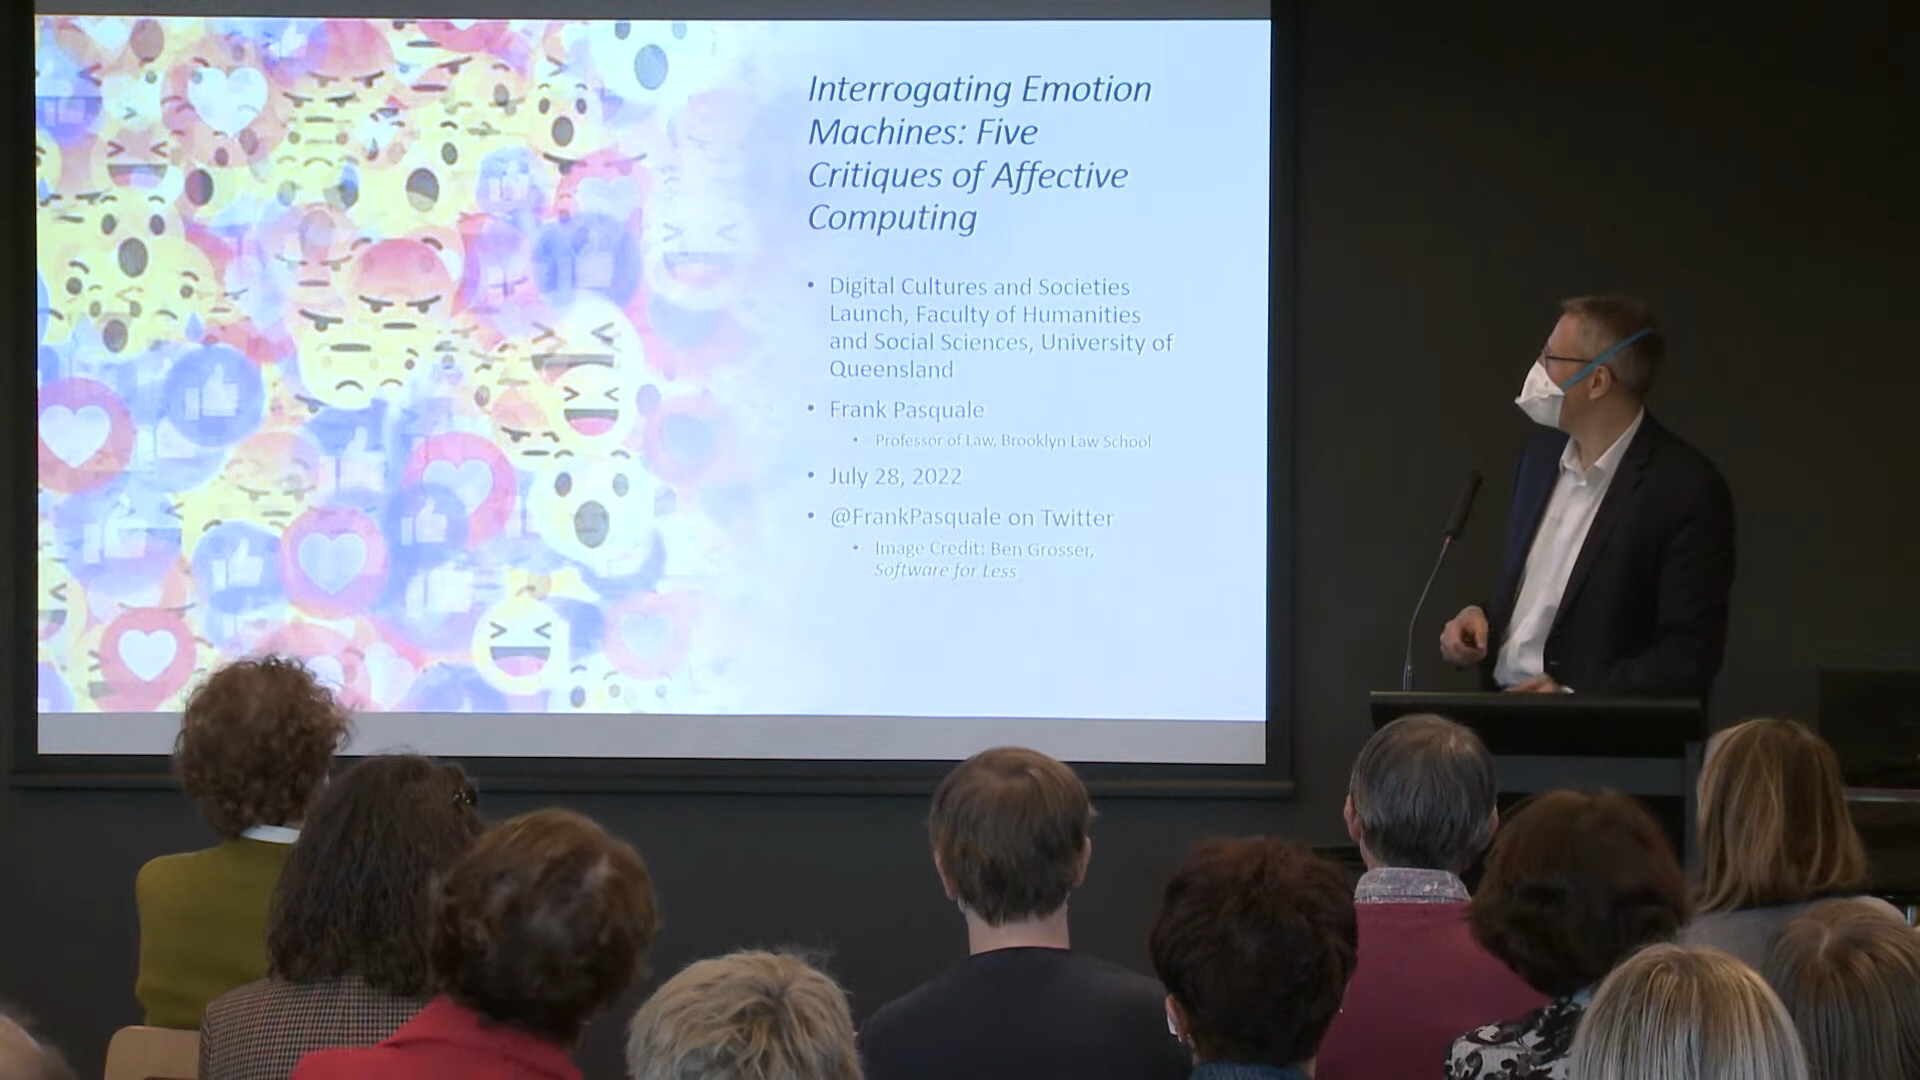 Interrogating Emotion
Machines: Five
Critiques of Affective
Computing
• Digital Cultures and Societies
Launch, Faculty of Humanities
and Social Sciences, University of
Queensland
• Frank Pasquale
• Professor of Law, Brooklyn Law School
• July 28, 2022
• @FrankPasquale on Twitter
• Image Credit: Ben Grosser,
Software for Less